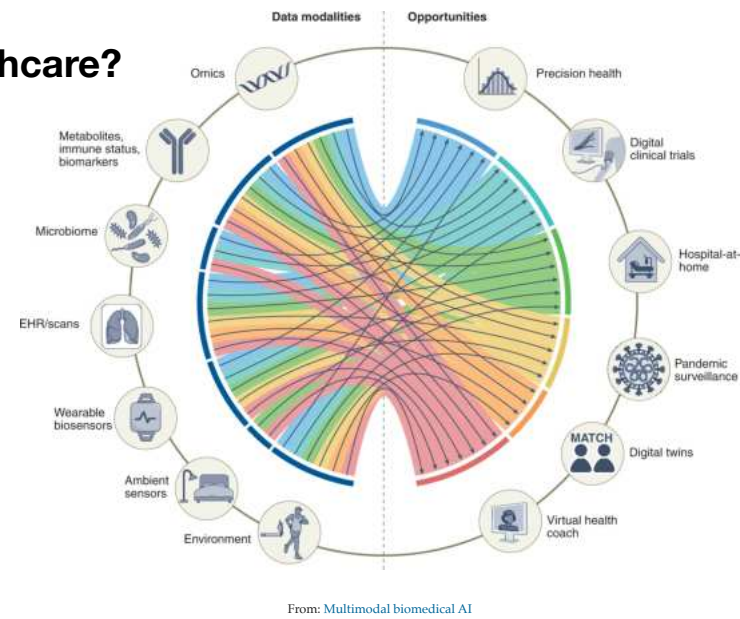 Data modalities
Opportunities
hcare?
Omics
Precision health
Metabolites,
immune status,
biomarkers
Digital
clinical trials
Microbiome
Hospital-at-
home
EHR/scans
Pandemic
surveillance
Wearable
biosensors
MATCH
Digital twins
Ambient
sensors
Virtual health
coach
Environment
From: Multimodal biomedical AI